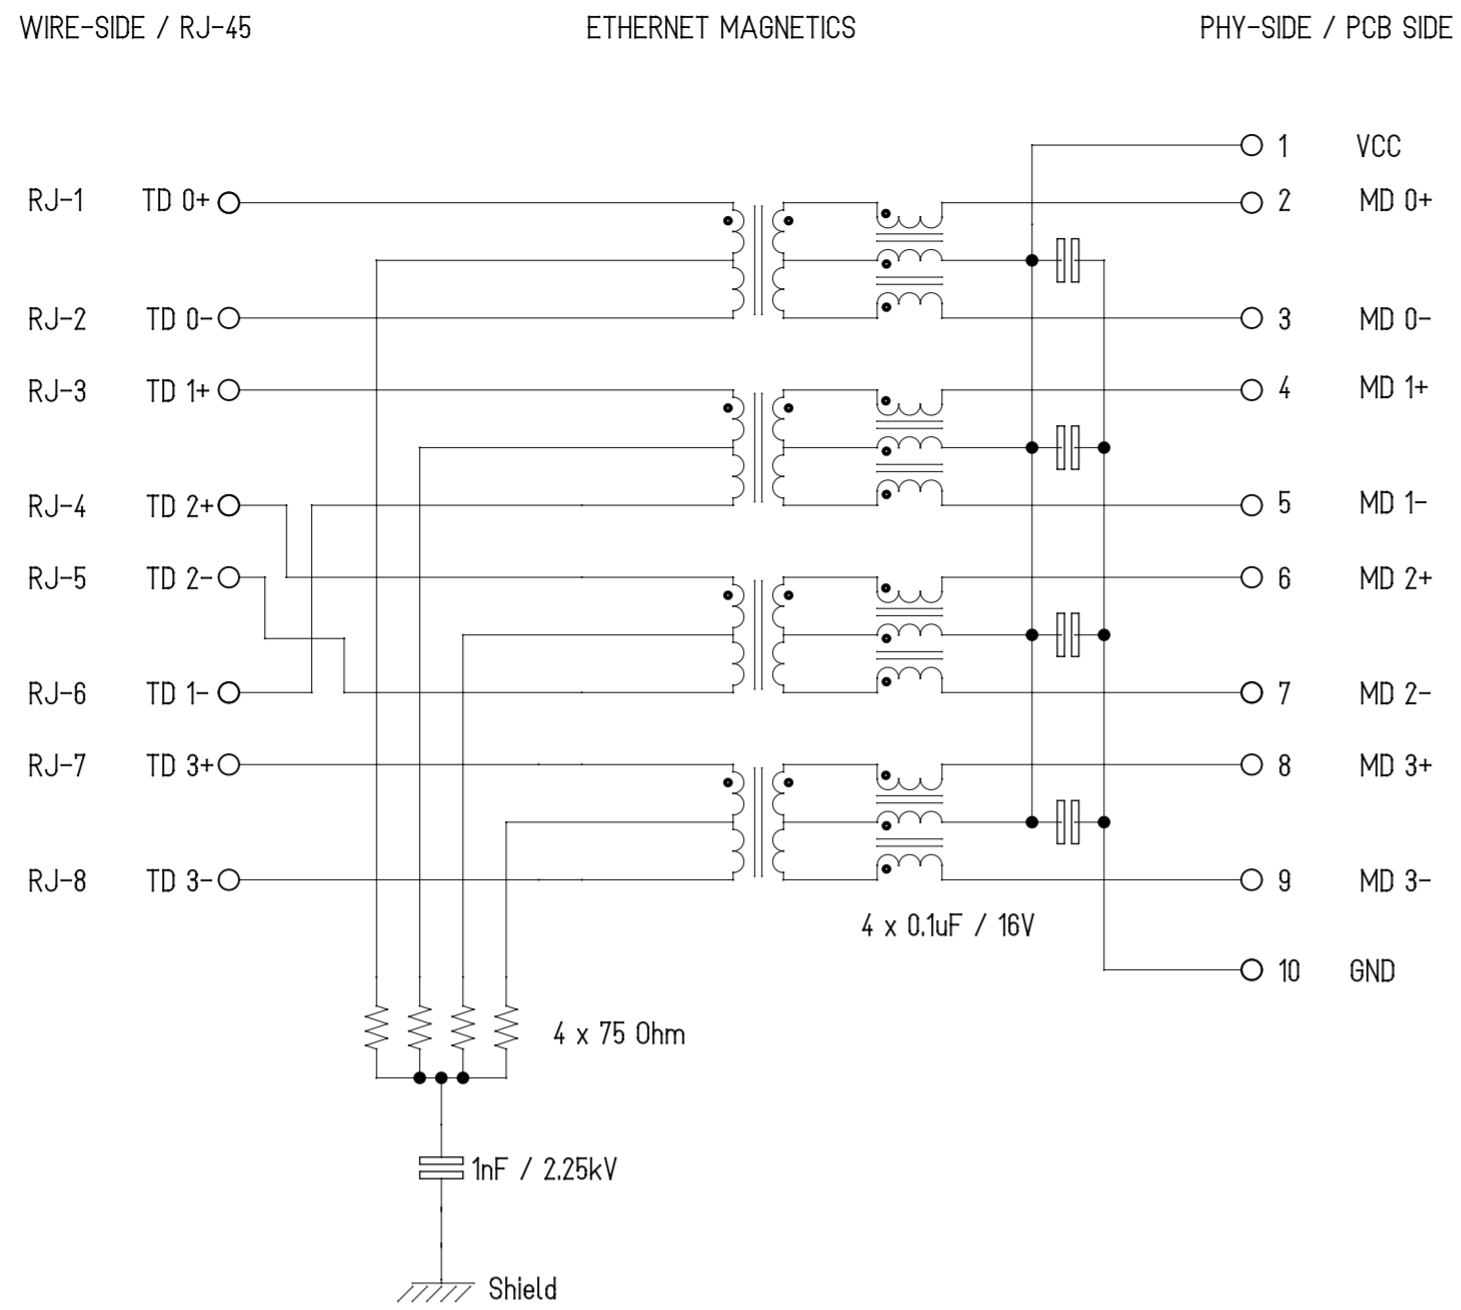 WIRE-SIDE / RJ-45 ETHERNET MAGNETICS PHY-SIDE / PCB SIDE
1 VCC
RJ-1 TD 0+ 2 MD 0+
RJ-2 TD 0- 3 MD 0-
RJ-3 TD 1+ 4 MD 1+
RJ-4 TD 2+ 5 MD 1-
RJ-5 TD 2- 6 MD 2+
RJ-6 TD 1- 7 MD 2-
RJ-7 TD 3+ 8 MD 3+
RJ-8 TD 3- 9 MD 3-
4 x 0.1uF / 16V
10 GND
4 x 75 Ohm
1nF / 2.25kV
Shield